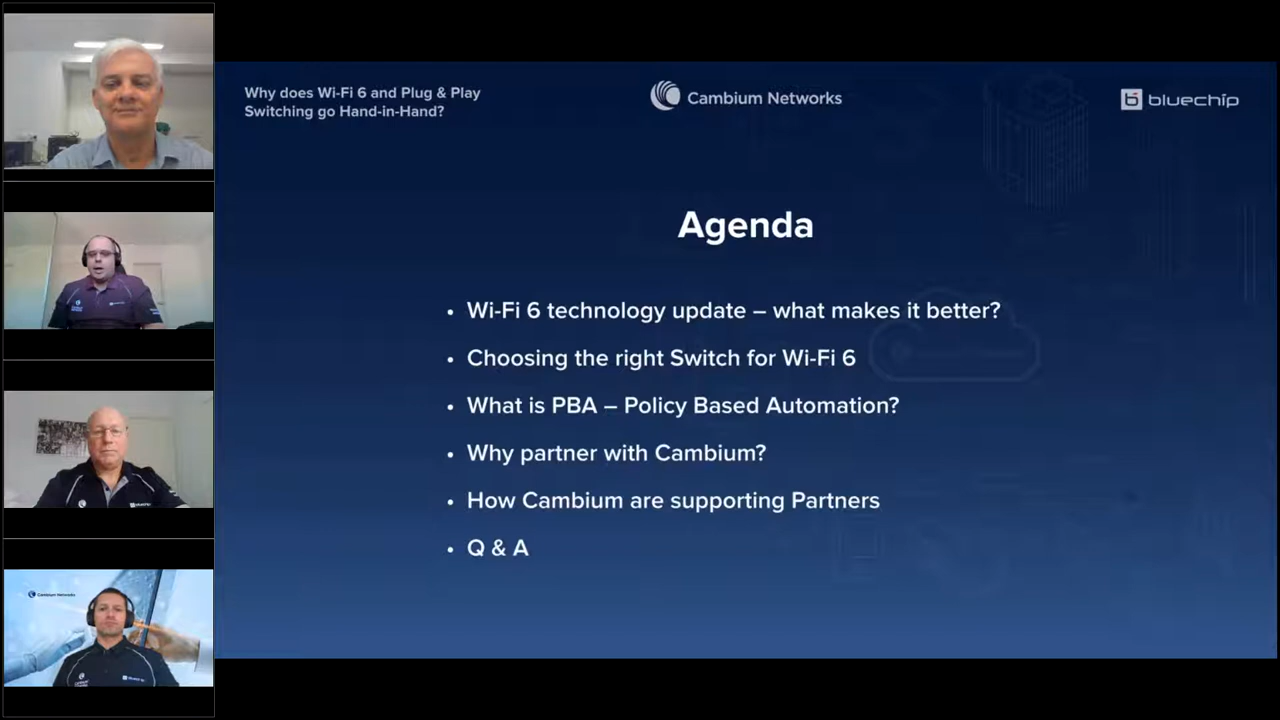 Why does Wi-Fi 6 and Plug & Play
Switching go Hand-in-Hand?
Cambium Networks
bluechip
Agenda
• Wi-Fi 6 technology update – what makes it better?
• Choosing the right Switch for Wi-Fi 6
• What is PBA – Policy Based Automation?
• Why partner with Cambium?
• How Cambium are supporting Partners
• Q & A
Cambium Networks